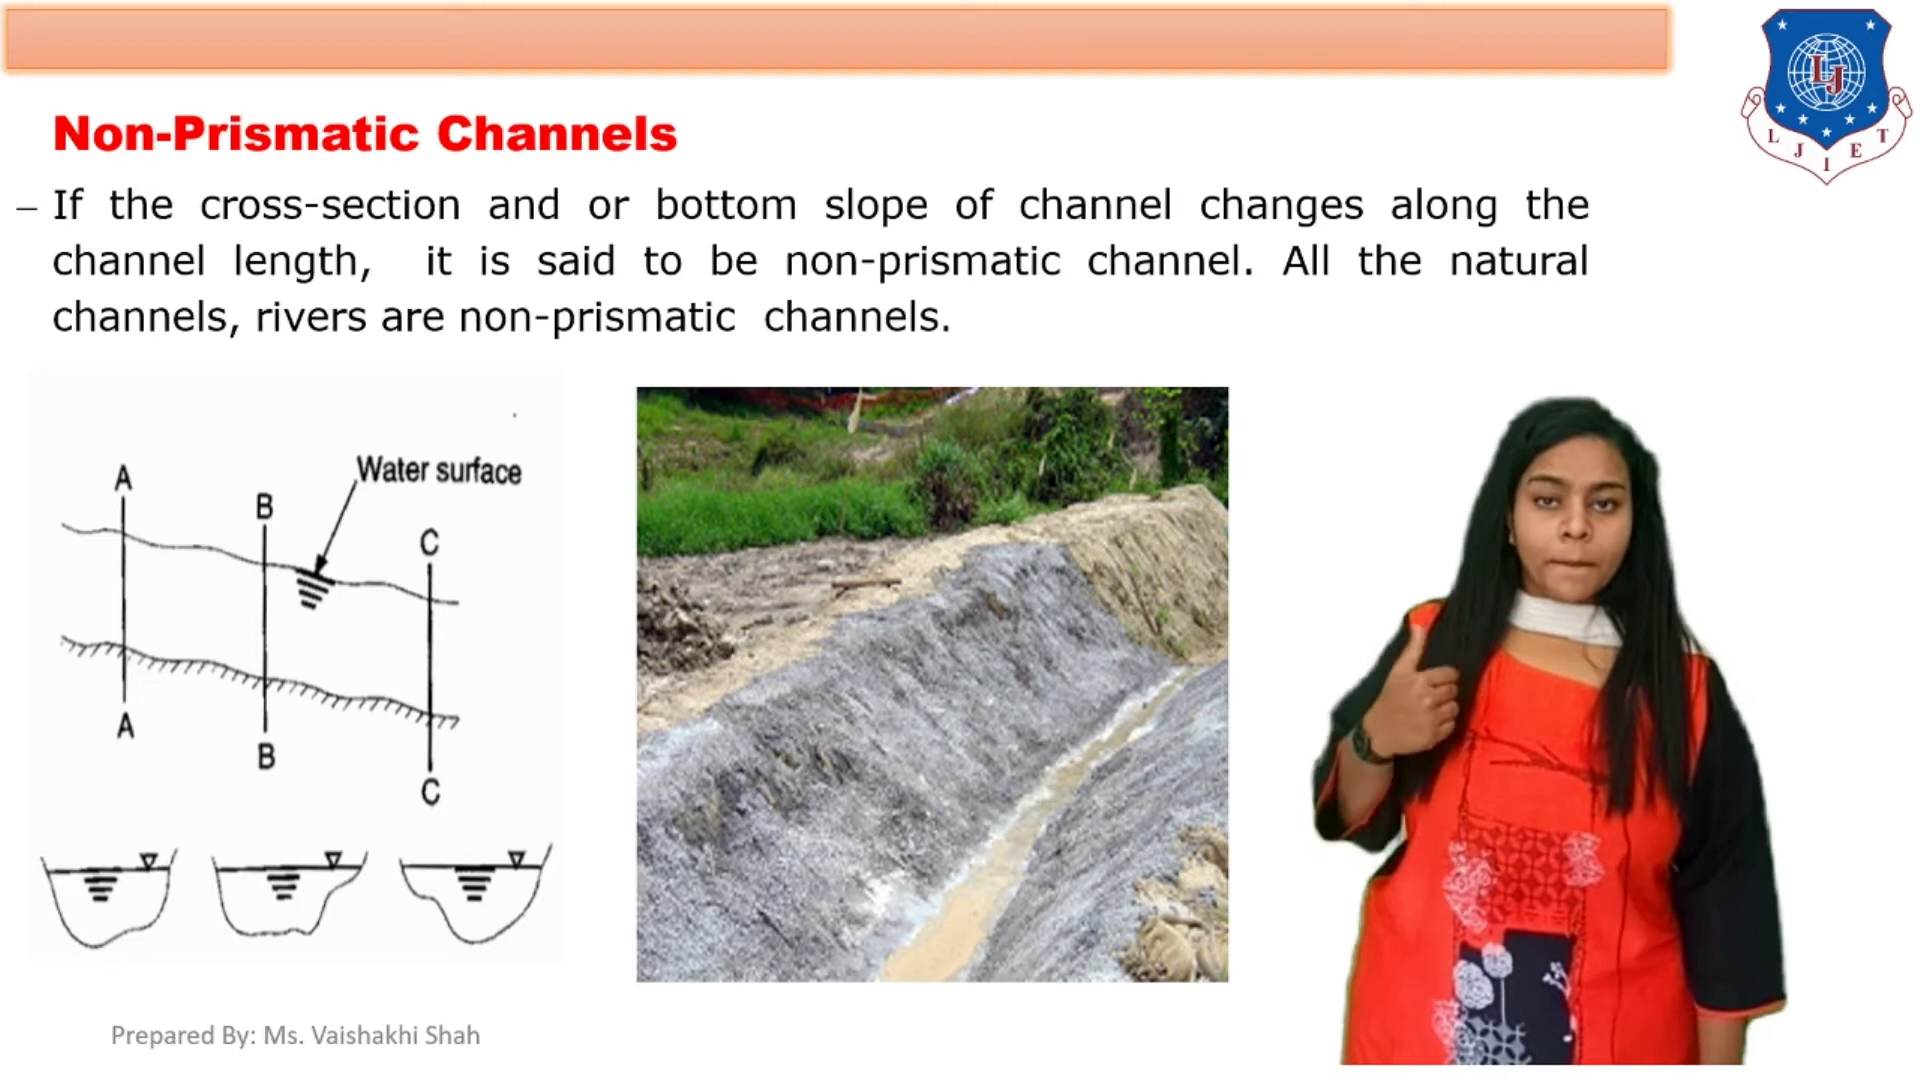 L J I E T
Non-Prismatic Channels
– If the cross-section and or bottom slope of channel changes along the
channel length, it is said to be non-prismatic channel. All the natural
channels, rivers are non-prismatic channels.
Water surface
A
B
C
A
B
C
Prepared By: Ms. Vaishakhi Shah